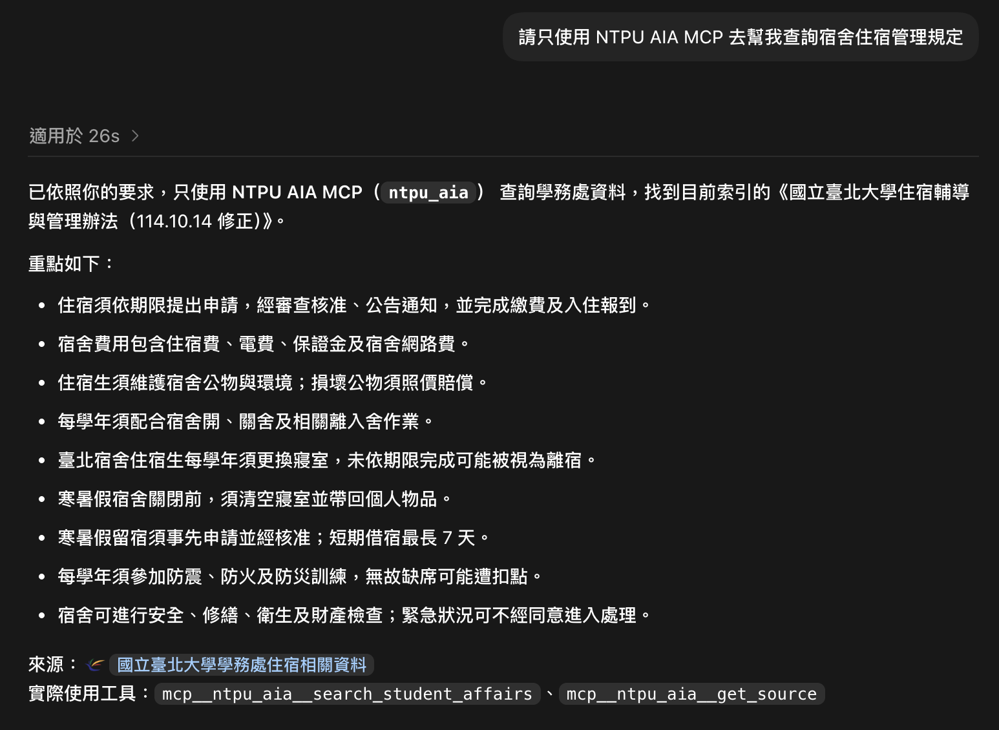 請只使用 NTPU AIA MCP 去幫我查詢宿舍住宿管理規定
適用於 26s
已依照你的要求，只使用 NTPU AIA MCP（ntpu_aia） 查詢學務處資料，找到目前索引的《國立臺北大學住宿輔導
與管理辦法（114.10.14 修正）》。
重點如下：
• 住宿須依期限提出申請，經審查核准、公告通知，並完成繳費及入住報到。
• 宿舍費用包含住宿費、電費、保證金及宿舍網路費。
• 住宿生須維護宿舍公物與環境；損壞公物須照價賠償。
• 每學年須配合宿舍開、關舍及相關離入舍作業。
• 臺北宿舍住宿生每學年須更換寢室，未依期限完成可能被視為離宿。
• 寒暑假宿舍關閉前，須清空寢室並帶回個人物品。
• 寒暑假留宿須事先申請並經核准；短期借宿最長 7 天。
• 每學年須參加防震、防火及防災訓練，無故缺席可能遭扣點。
• 宿舍可進行安全、修繕、衛生及財產檢查；緊急狀況可不經同意進入處理。
來源：國立臺北大學學務處住宿相關資料
實際使用工具：mcp__ntpu_aia__search_student_affairs、mcp__ntpu_aia__get_source